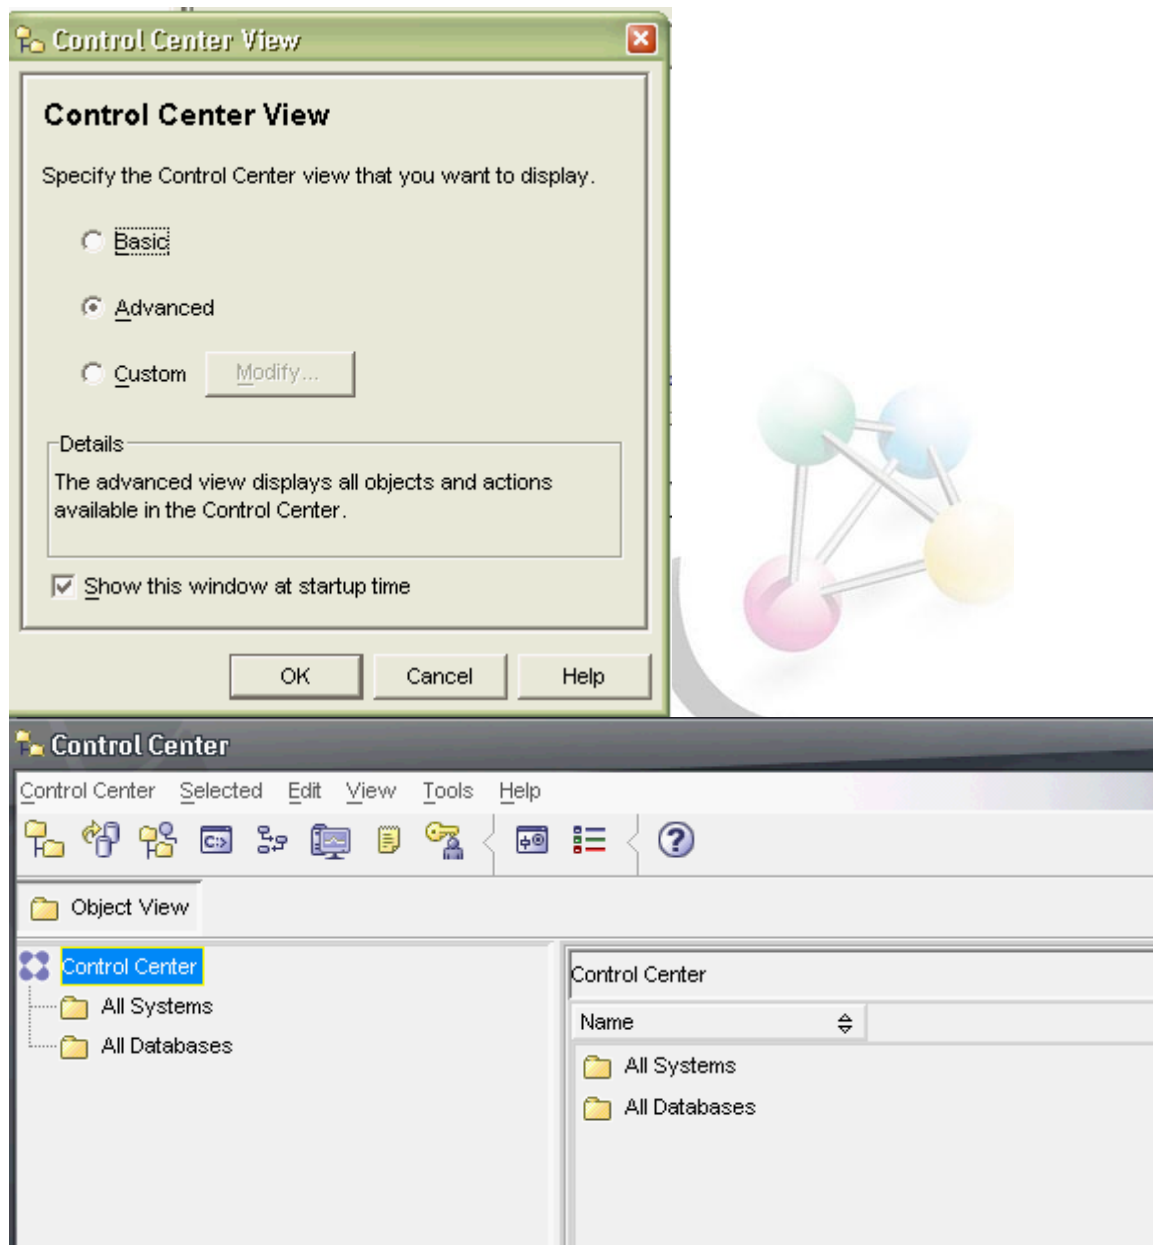 Control Center View
Control Center View
Specify the Control Center view that you want to display.
Basic
Advanced
Custom Modify...
Details
The advanced view displays all objects and actions
available in the Control Center.
Show this window at startup time
OK Cancel Help
Control Center
Control Center Selected Edit View Tools Help
C:>
Object View
Control Center
All Systems
All Databases
Control Center
Name
All Systems
All Databases